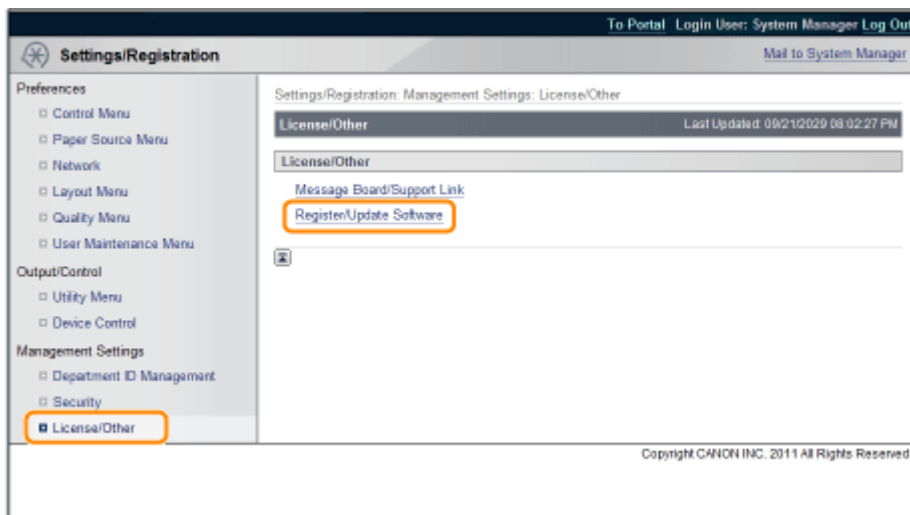 To Portal Login User: System Manager Log Out
Settings/Registration
Mail to System Manager
Preferences
Control Menu
Paper Source Menu
Network
Layout Menu
Quality Menu
User Maintenance Menu
Output/Control
Utility Menu
Device Control
Management Settings
Department ID Management
Security
License/Other
Settings/Registration: Management Settings: License/Other
License/Other
Last Updated: 09/21/2029 08:02:27 PM
License/Other
Message Board/Support Link
Register/Update Software
Copyright CANON INC. 2011 All Rights Reserved